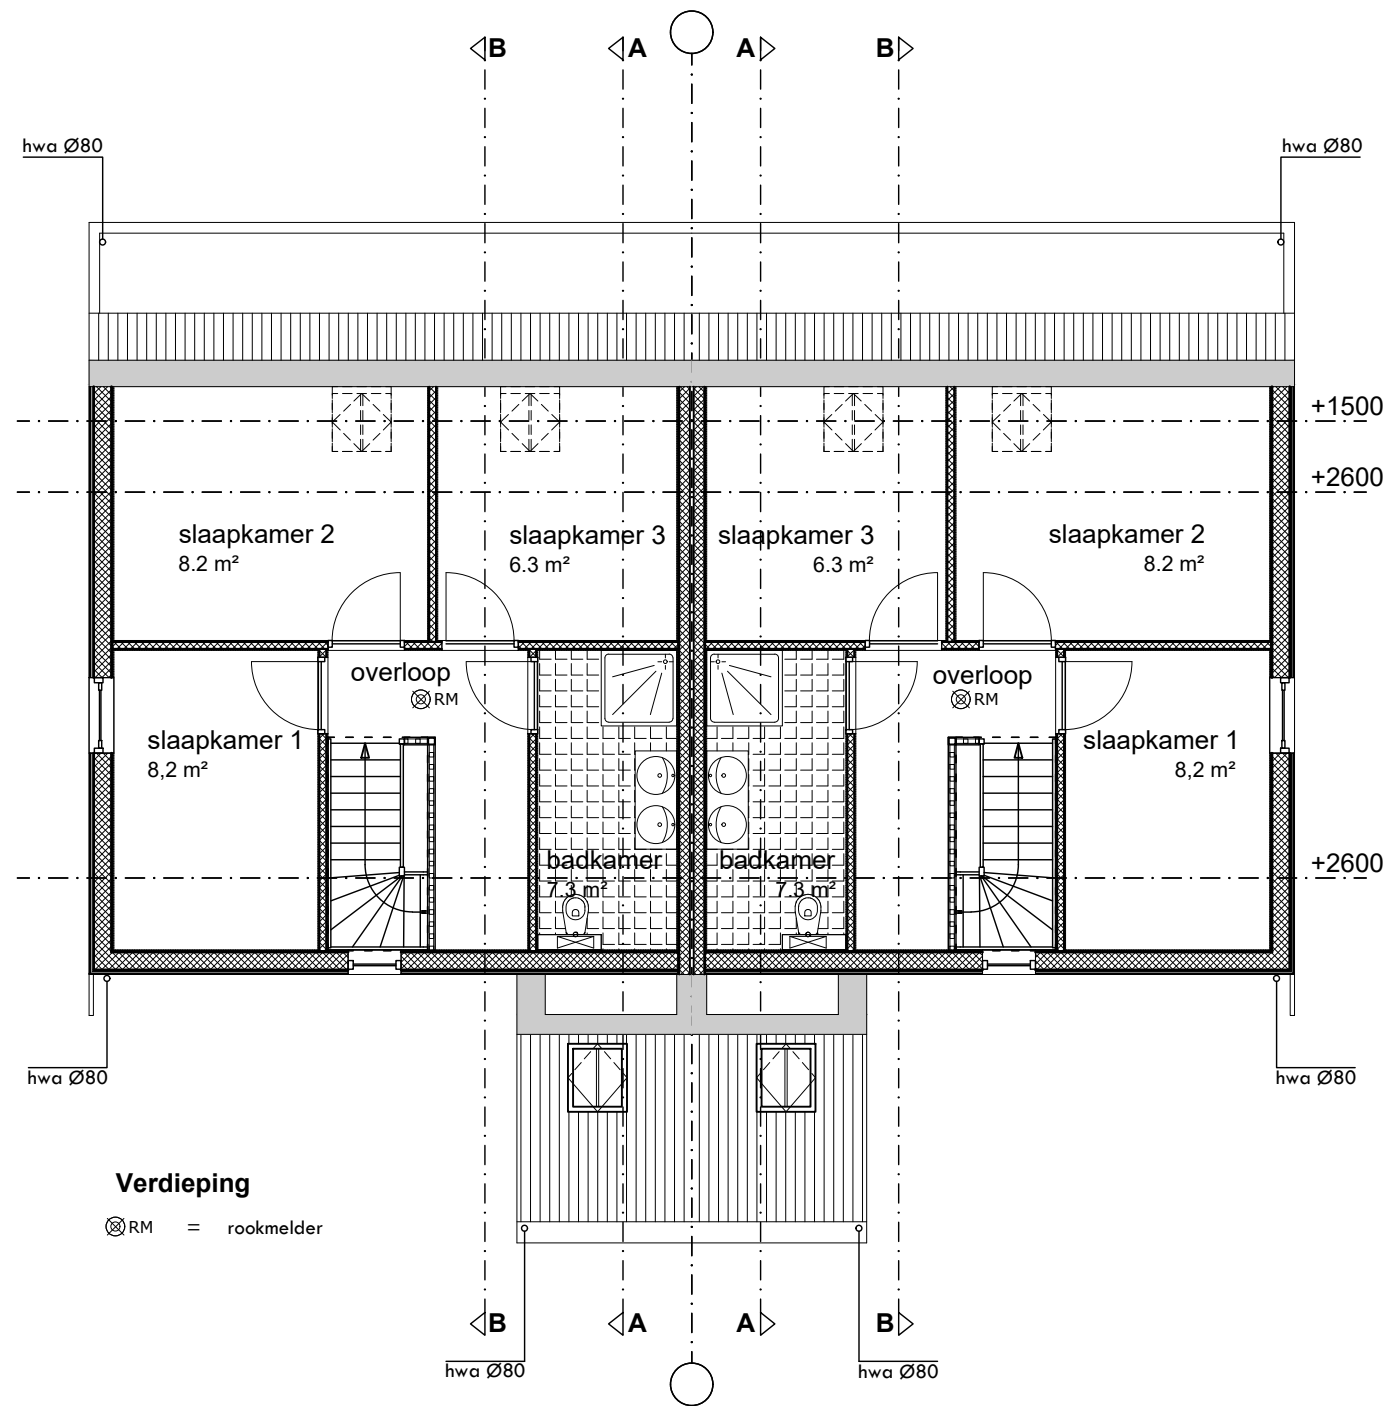 B A A B
hwa Ø80 hwa Ø80
+1500
+2600
slaapkamer 2 slaapkamer 3 slaapkamer 3 slaapkamer 2
8.2 m² 6.3 m² 6.3 m² 8.2 m²
overloop overloop
RM RM
slaapkamer 1 slaapkamer 1
8,2 m² 8,2 m²
badkamer badkamer +2600
7.3 m² 7.3 m²
hwa Ø80 hwa Ø80
Verdieping
RM = rookmelder
B A A B
hwa Ø80 hwa Ø80